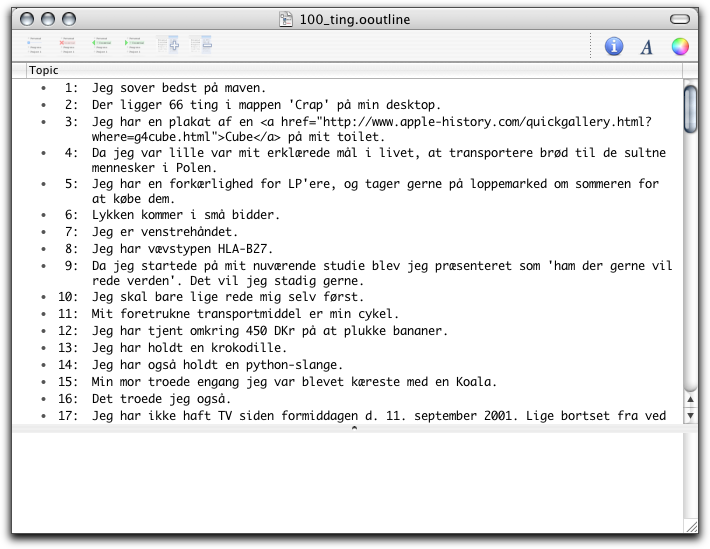 100_ting.ooutline
Topic
1: Jeg sover bedst på maven.
2: Der ligger 66 ting i mappen 'Crap' på min desktop.
3: Jeg har en plakat af en <a href="http://www.apple-history.com/quickgallery.html?
where=g4cube.html">Cube</a> på mit toilet.
4: Da jeg var lille var mit erklærede mål i livet, at transportere brød til de sultne
mennesker i Polen.
5: Jeg har en forkærlighed for LP'ere, og tager gerne på loppemarked om sommeren for
at købe dem.
6: Lykken kommer i små bidder.
7: Jeg er venstrehåndet.
8: Jeg har vævstypen HLA-B27.
9: Da jeg startede på mit nuværende studie blev jeg præsenteret som 'ham der gerne vil
rede verden'. Det vil jeg stadig gerne.
10: Jeg skal bare lige rede mig selv først.
11: Mit foretrukne transportmiddel er min cykel.
12: Jeg har tjent omkring 450 DKr på at plukke bananer.
13: Jeg har holdt en krokodille.
14: Jeg har også holdt en python-slange.
15: Min mor troede engang jeg var blevet kæreste med en Koala.
16: Det troede jeg også.
17: Jeg har ikke haft TV siden formiddagen d. 11. september 2001. Lige bortset fra ved